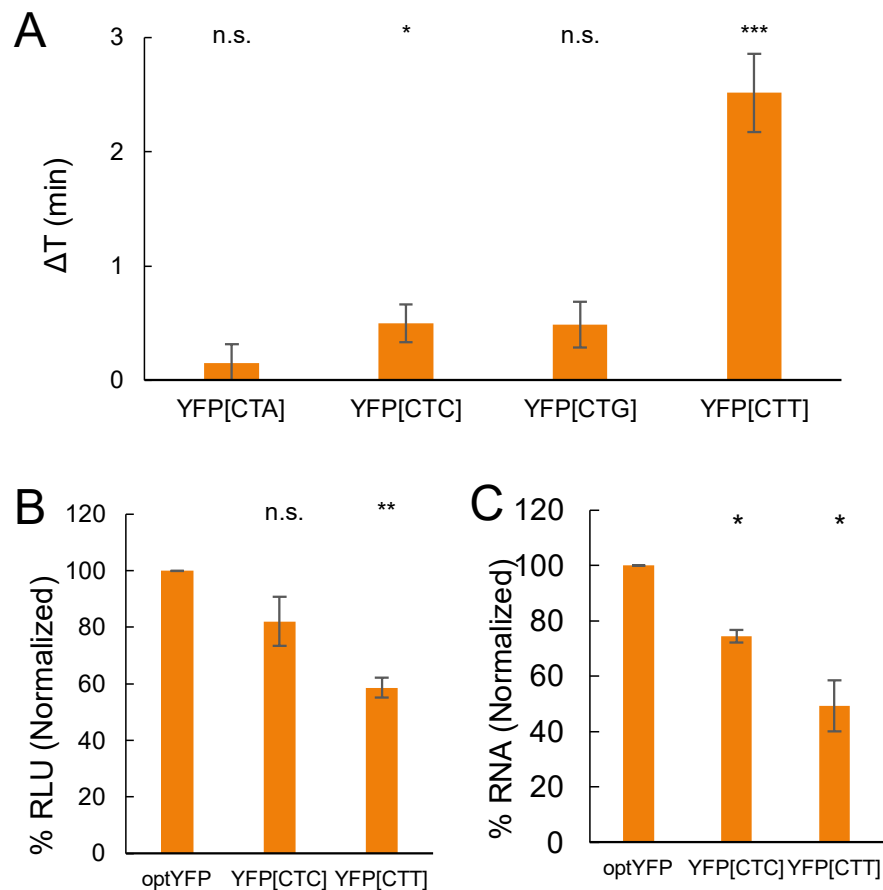 A
ΔT (min)
3
2
1
0
n.s.
*
n.s.
***
YFP[CTA]
YFP[CTC]
YFP[CTG]
YFP[CTT]
B
% RLU (Normalized)
120
100
80
60
40
20
0
n.s.
**
optYFP
YFP[CTC]
YFP[CTT]
C
% RNA (Normalized)
120
100
80
60
40
20
0
*
*
optYFP
YFP[CTC]
YFP[CTT]